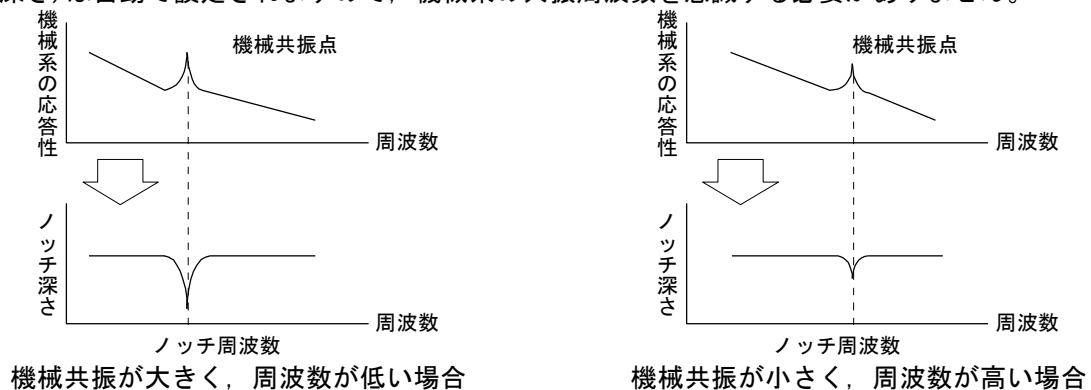 深さ)は自動で設定されますので，機械系の共振周波数を意識する必要がありません。
機械系の応答性
機械共振点
周波数
ノッチ深さ
周波数
ノッチ周波数
機械共振が大きく，周波数が低い場合
機械系の応答性
機械共振点
周波数
ノッチ深さ
周波数
ノッチ周波数
機械共振が小さく，周波数が高い場合